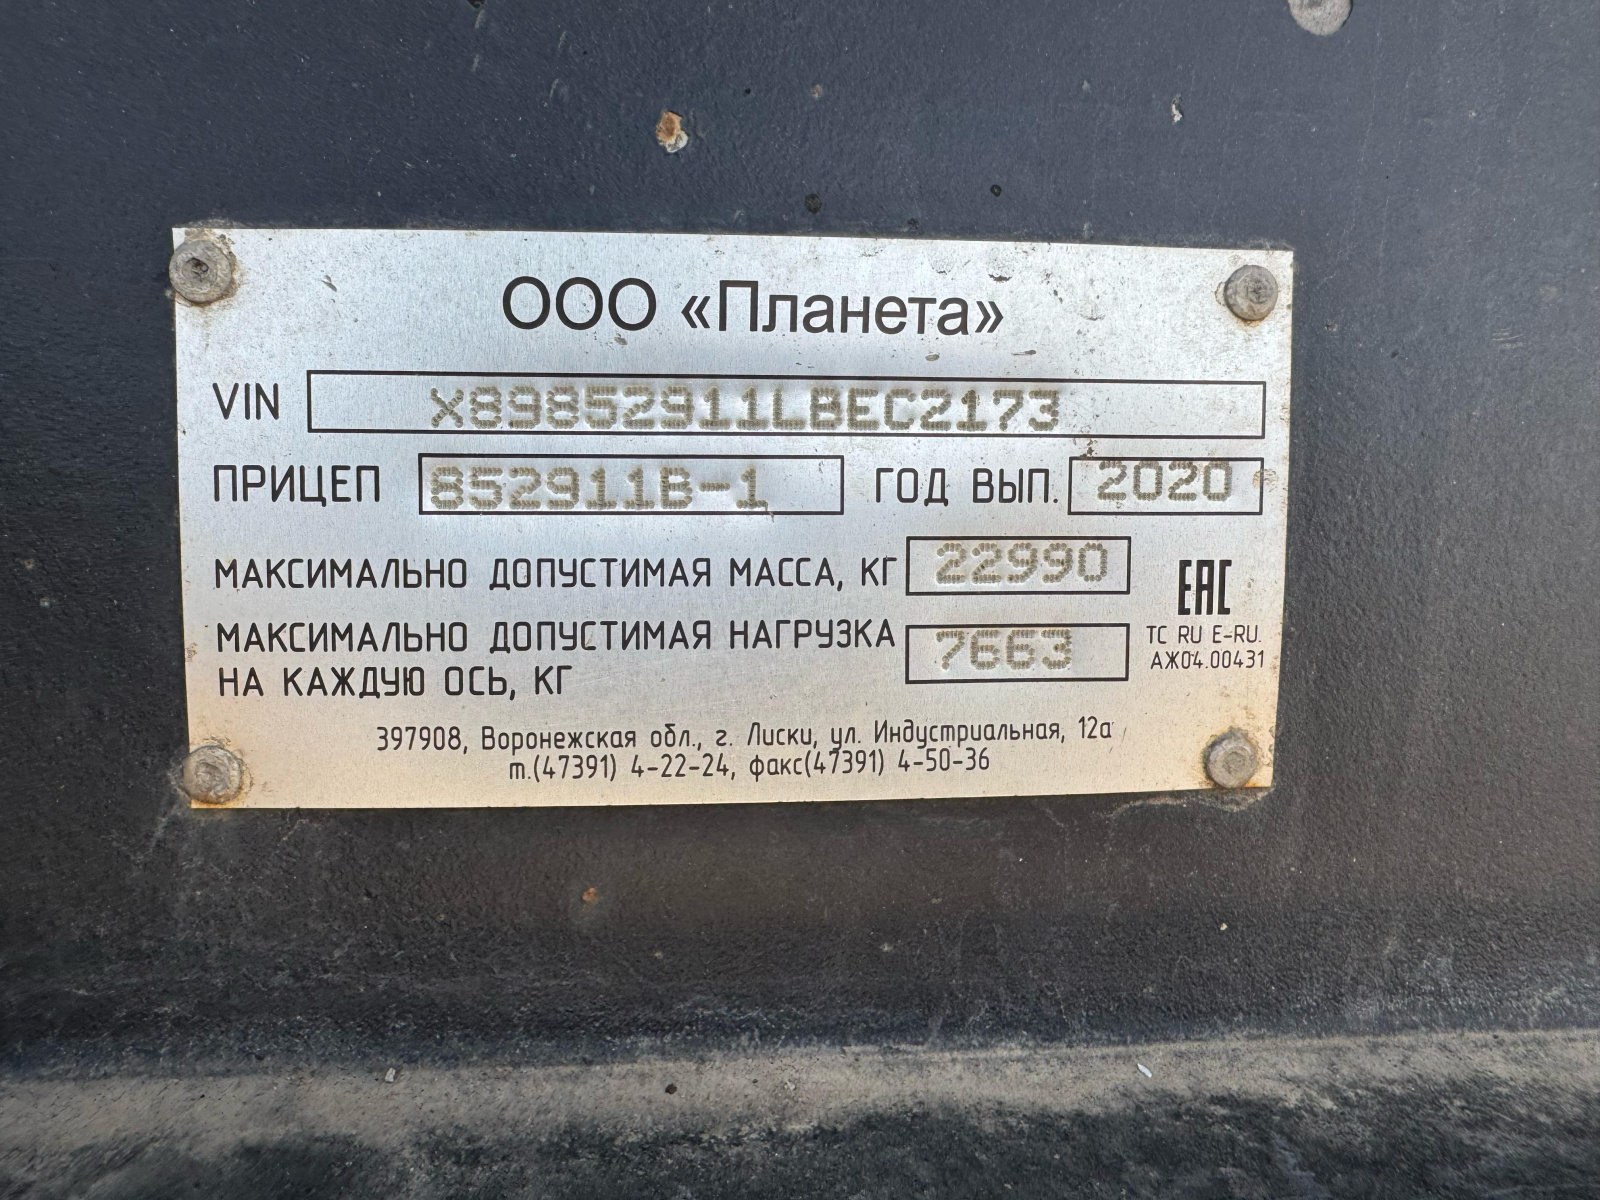 ООО «Планета»
VIN X89852911LBEC2173
ПРИЦЕП 852911В-1 ГОД ВЫП. 2020
МАКСИМАЛЬНО ДОПУСТИМАЯ МАССА, КГ 22990
EAC
МАКСИМАЛЬНО ДОПУСТИМАЯ НАГРУЗКА
НА КАЖДУЮ ОСЬ, КГ 7663
ТС RU E-RU.
АЖ04.00431
397908, Воронежская обл., г. Лиски, ул. Индустриальная, 12а
т.(47391) 4-22-24, факс(47391) 4-50-36